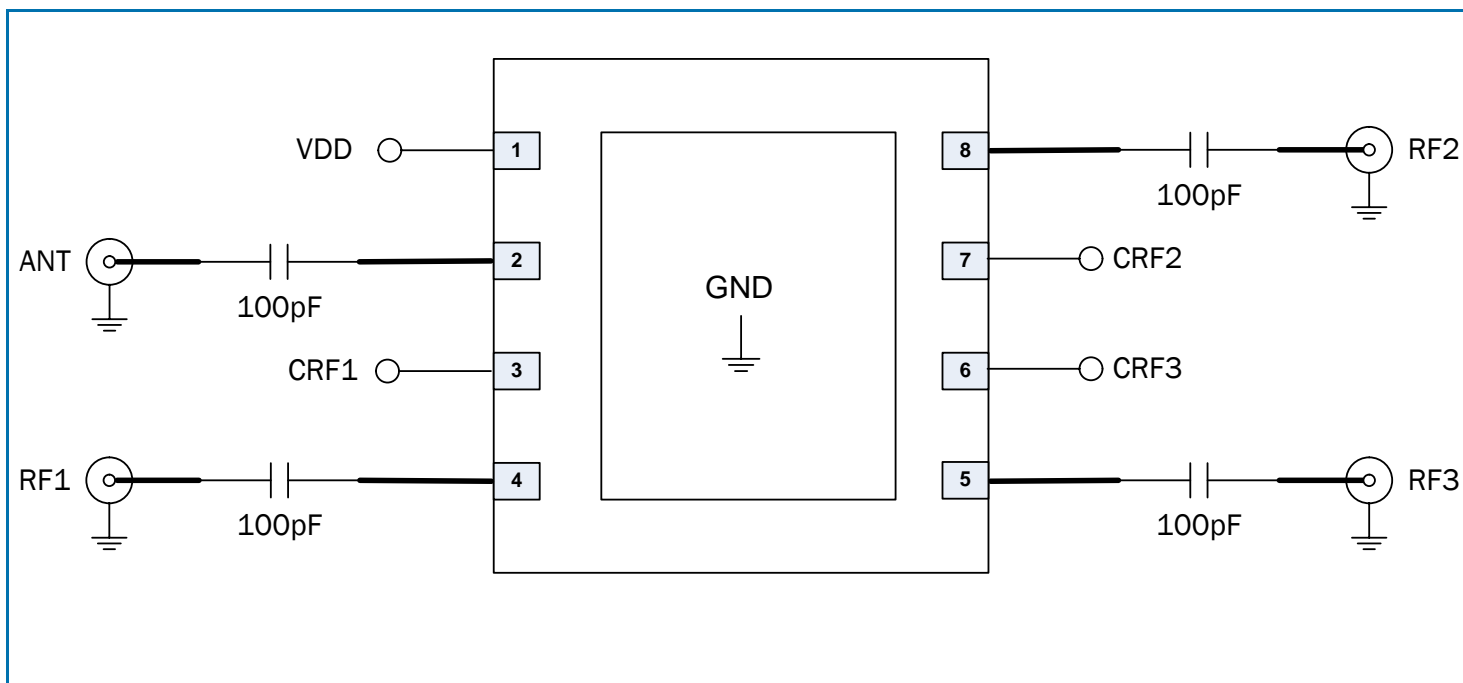 VDD
1
ANT
100pF
2
CRF1
3
RF1
100pF
4
GND
8
100pF
RF2
7
CRF2
6
CRF3
5
100pF
RF3